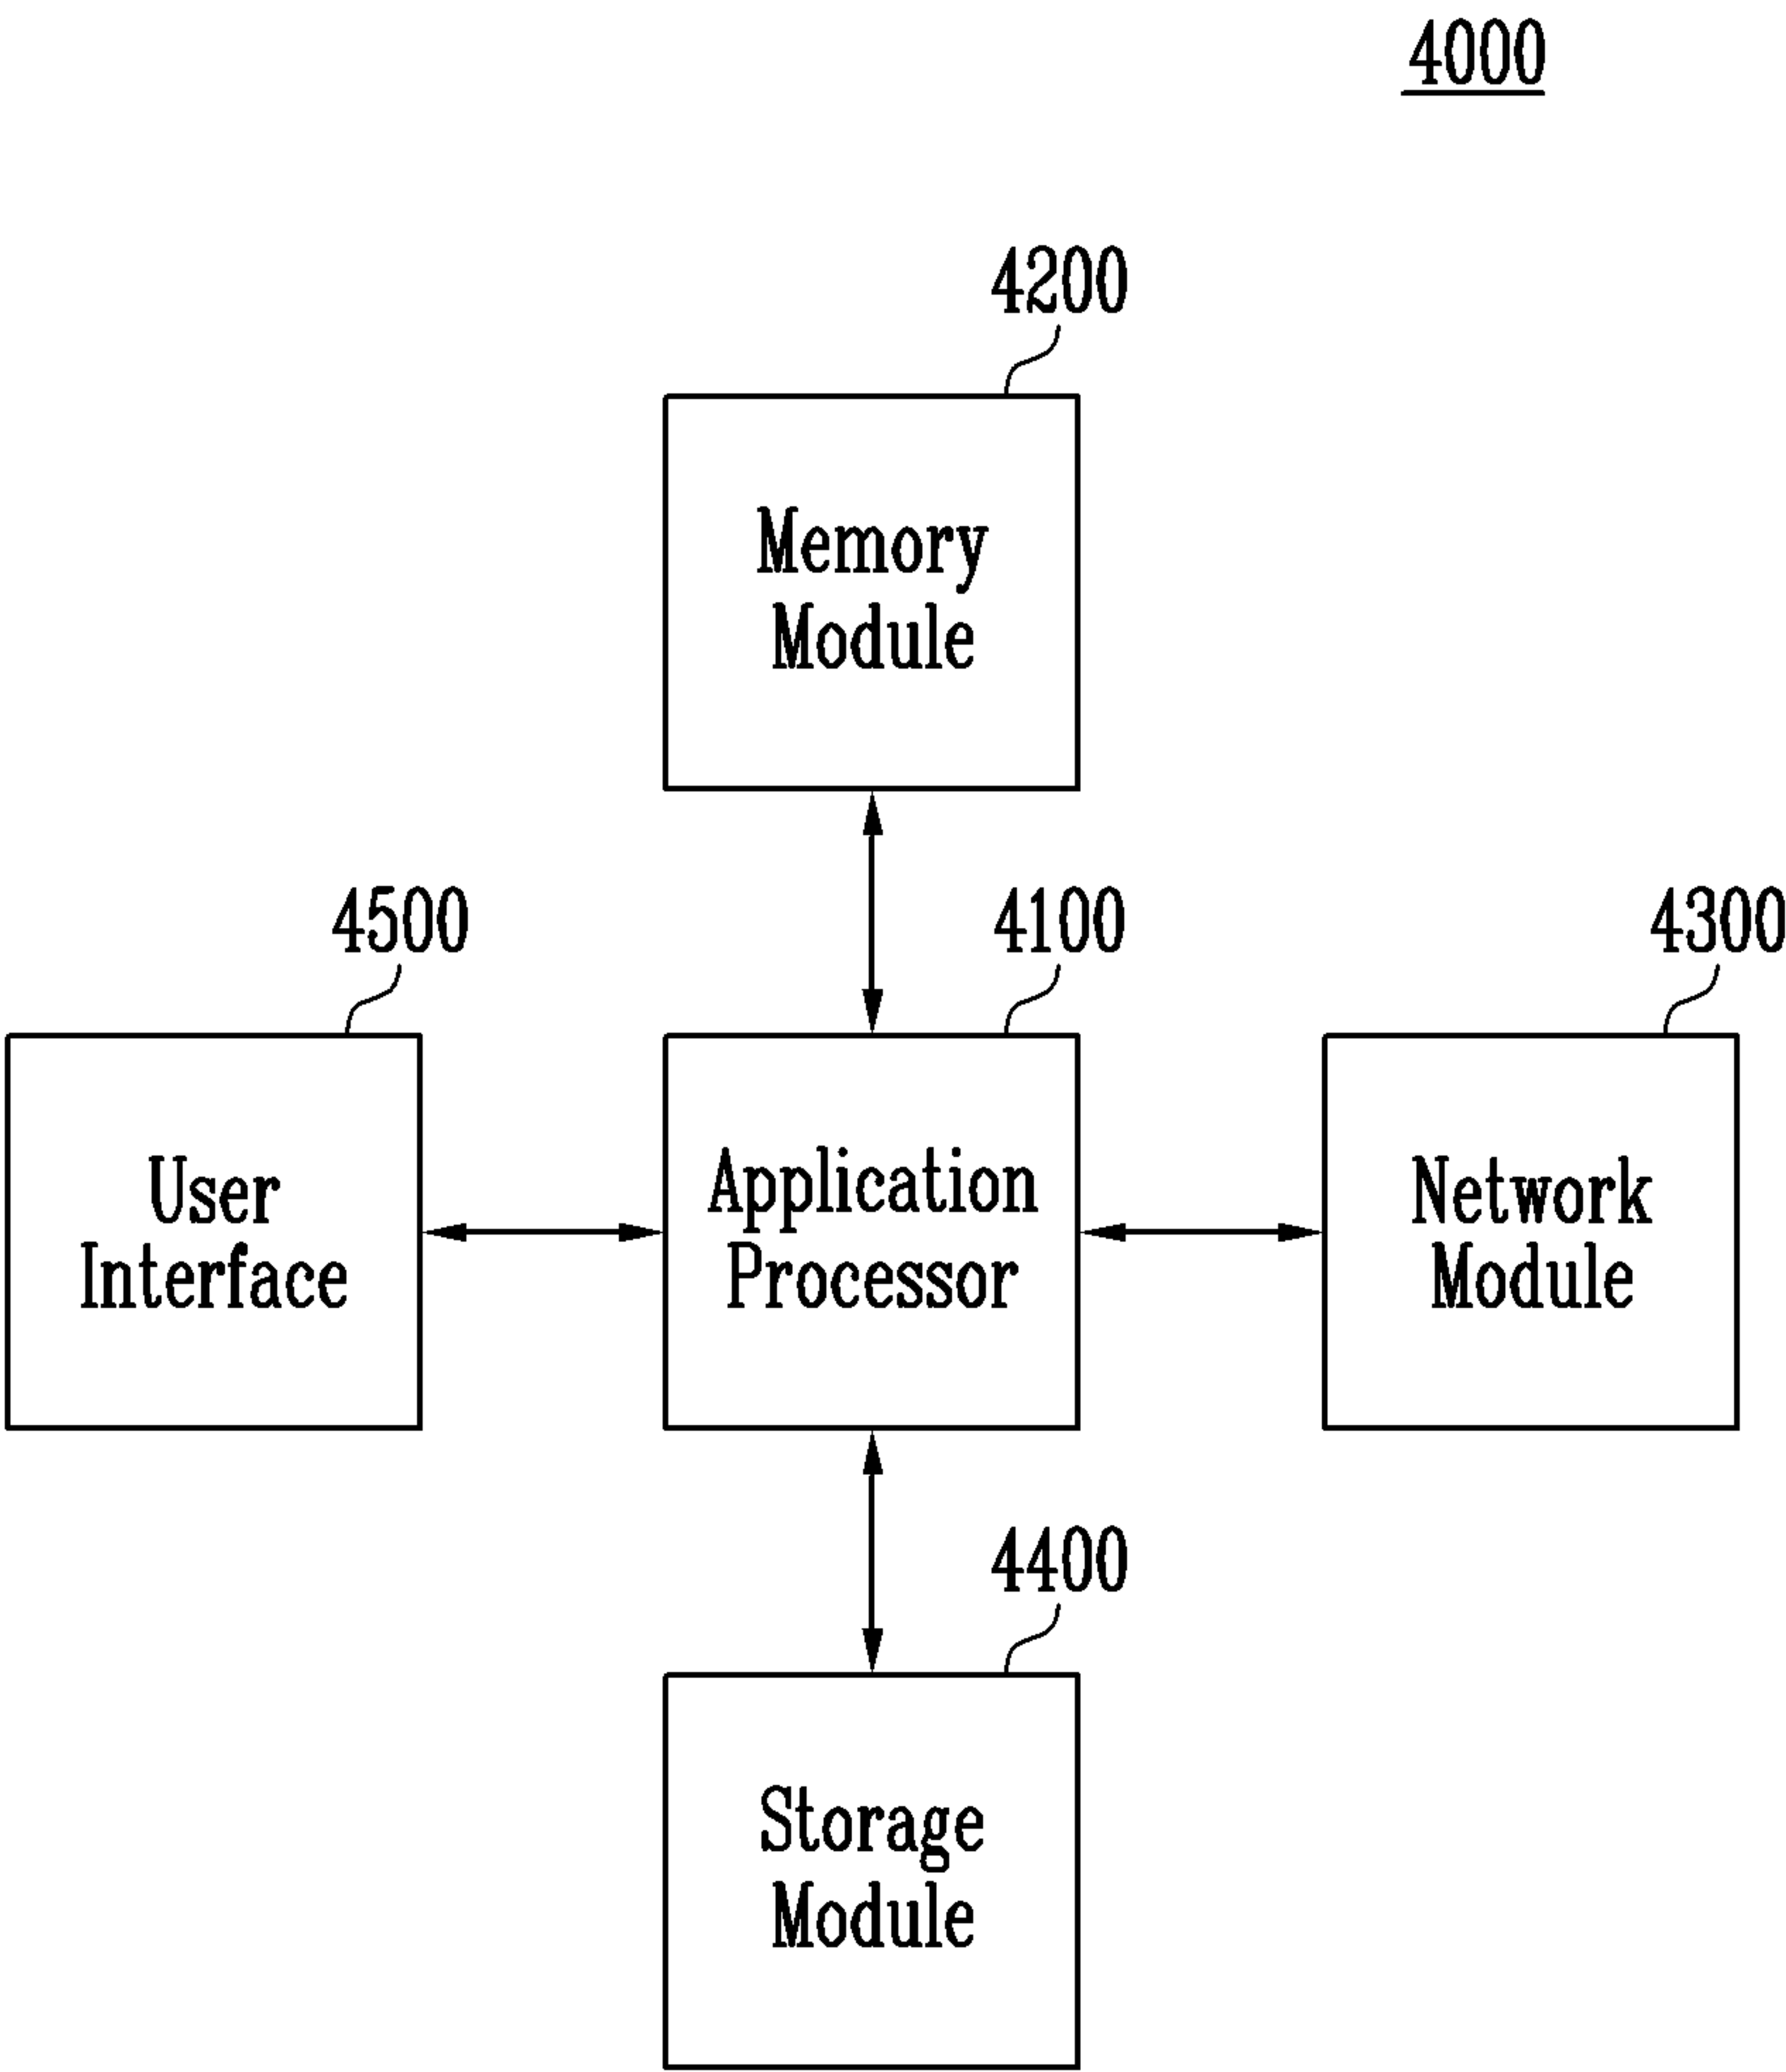 4000
4200
Memory
Module
4500
4100
4300
User
Interface
Application
Processor
Network
Module
4400
Storage
Module